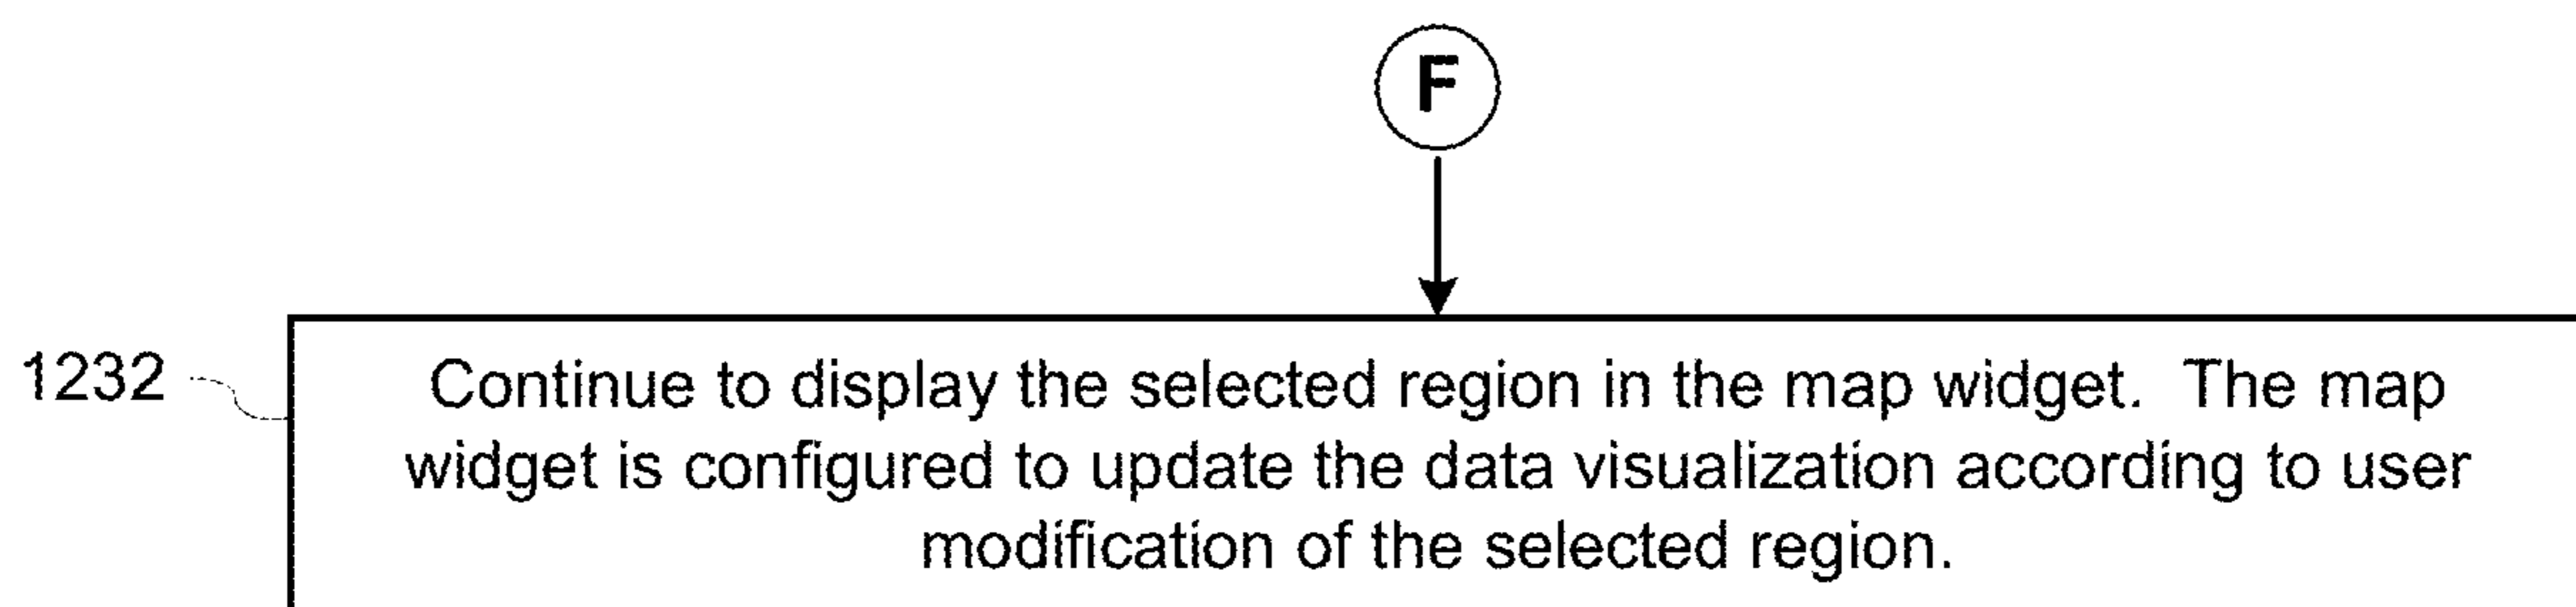 F
1232
Continue to display the selected region in the map widget.  The map
widget is configured to update the data visualization according to user
modification of the selected region.